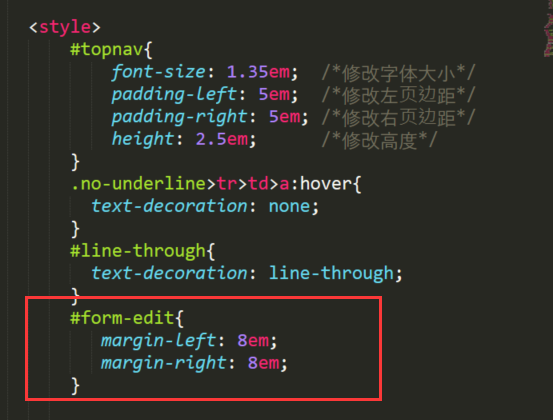 <style>
#topnav{
font-size: 1.35em; /*修改字体大小*/
padding-left: 5em; /*修改左页边距*/
padding-right: 5em; /*修改右页边距*/
height: 2.5em; /*修改高度*/
}
.no-underline>tr>td>a:hover{
text-decoration: none;
}
#line-through{
text-decoration: line-through;
}
#form-edit{
margin-left: 8em;
margin-right: 8em;
}